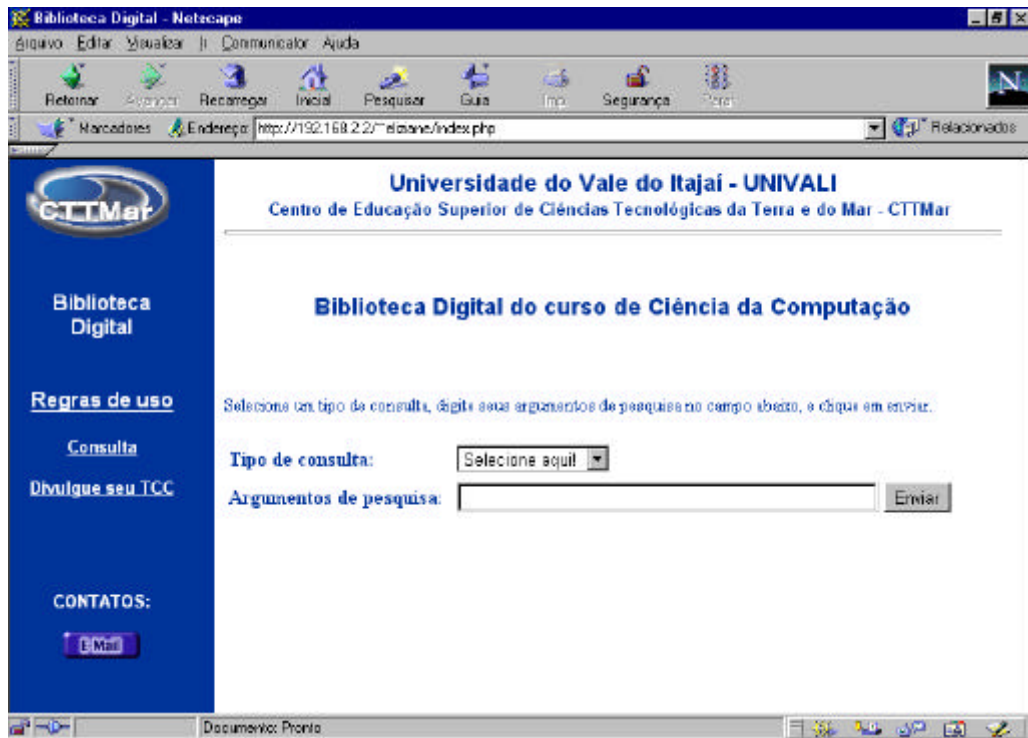 Biblioteca Digital - Netscape
Arquivo Editar Visualizar Ir Communicator Ajuda
Retornar Avançar Recarregar Inicial Pesquisar Guia Imp. Segurança Parar
Marcadores Endereço: http://192.168.2.2/~eliziane/index.php Relacionados
CTTMar
Universidade do Vale do Itajaí - UNIVALI
Centro de Educação Superior de Ciências Tecnológicas da Terra e do Mar - CTTMar
Biblioteca
Digital
Biblioteca Digital do curso de Ciência da Computação
Regras de uso
Consulta
Divulgue seu TCC
Selecione um tipo de consulta, digite seus argumentos de pesquisa no campo abaixo, e clique em enviar.
Tipo de consulta: Selecione aqui!
Argumentos de pesquisa: Enviar
CONTATOS:
E-Mail
Documento: Pronto